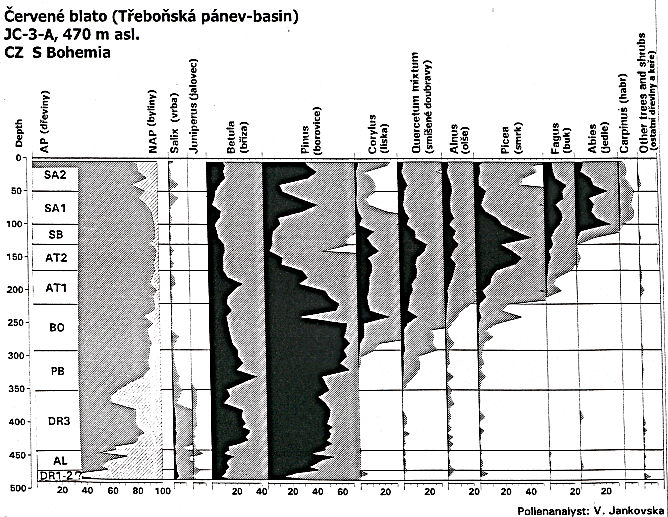 Červené blato (Třeboňská pánev-basin)
JC-3-A, 470 m asl.
CZ S Bohemia
Depth
AP (dřeviny)
NAP (byliny)
Salix (vrba)
Juniperus (jalovec)
Betula
(bříza)
Pinus
(borovice)
Corylus
(líska)
Quercetum mixtum
(smíšené doubravy)
Alnus
(olše)
Picea
(smrk)
Fagus
(buk)
Abies
(jedle)
Carpinus (habr)
Other trees and shrubs
(ostatní dřeviny a keře)
0
SA2
50
SA1
100
SB
AT2
150
AT1
200
BO
250
300
PB
350
DR3
400
450
AL
DR1-2?
500
20 40 60 80 100 20 40 20 40 60 20 20 20 20 40 20 20
Polienanalyst: V. Jankovska